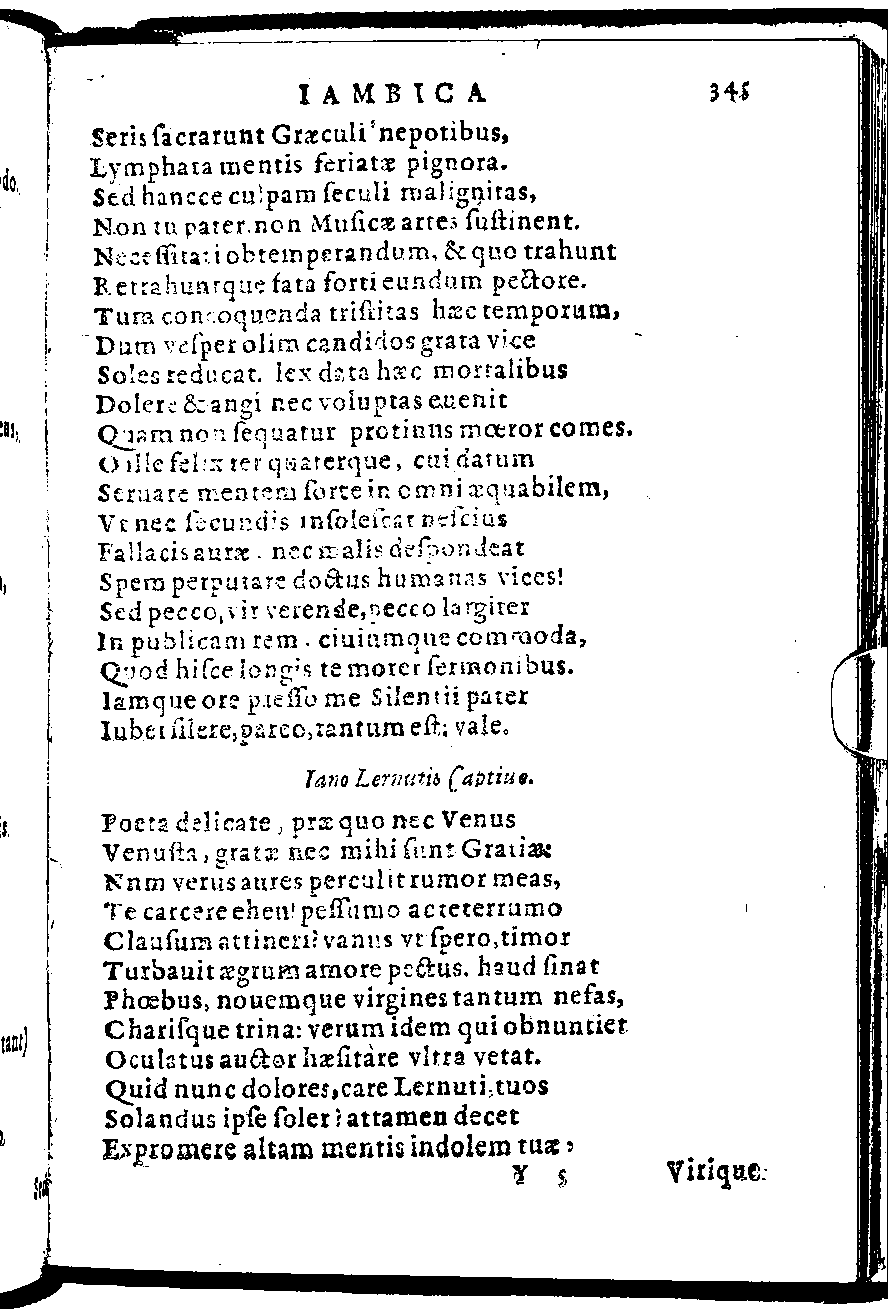 IAMBICA 345
Seris ſacrarunt Græculi nepotibus,
Lymphata mentis feriatæ pignora.
Sed hancce culpam ſeculi malignitas,
Non tu pater, non Muſicæ artes ſuſtinent.
Neceſſitati obtemperandum, & quo trahunt
Retrahuntque fata forti eundum pectore.
Tum concoquenda triſtitas hæc temporum,
Dum veſper olim candidos grata vice
Soles reducat. lex data hæc mortalibus
Dolere & angi nec voluptas euenit
Quam non ſequatur protinus mœror comes.
O ille felix ter quaterque, cui datum
Seruare mentem ſorte in omni æquabilem,
Vt nec ſecundis inſoleſcat neſcius
Fallacis auræ. nec malis deſpondeat
Spem perputare doctus humanas vices!
Sed pecco, vir verende, pecco largiter
In publicam rem. ciuiumque commoda,
Quod hiſce longis te morer ſermonibus.
Iamque ore preſſo me Silentii pater
Iubet ſilere, pareo, tantum eſt; vale.
Iano Lernutio Captiuo.
Poeta delicate, præ quo nec Venus
Venuſta, gratæ nec mihi ſunt Gratiæ:
Nnm verus aures perculit rumor meas,
Te carcere eheu! peſſumo ac teterrumo
Clauſum attineri? vanus vt ſpero, timor
Turbauit ægrum amore pectus. haud ſinat
Phœbus, nouemque virgines tantum nefas,
Chariſque trina: verum idem qui obnuntiet
Oculatus auctor hæſitàre vltra vetat.
Quid nunc dolores, care Lernuti, tuos
Solandus ipſe ſoler? attamen decet
Expromere altam mentis indolem tuæ,
Y 5 Virique